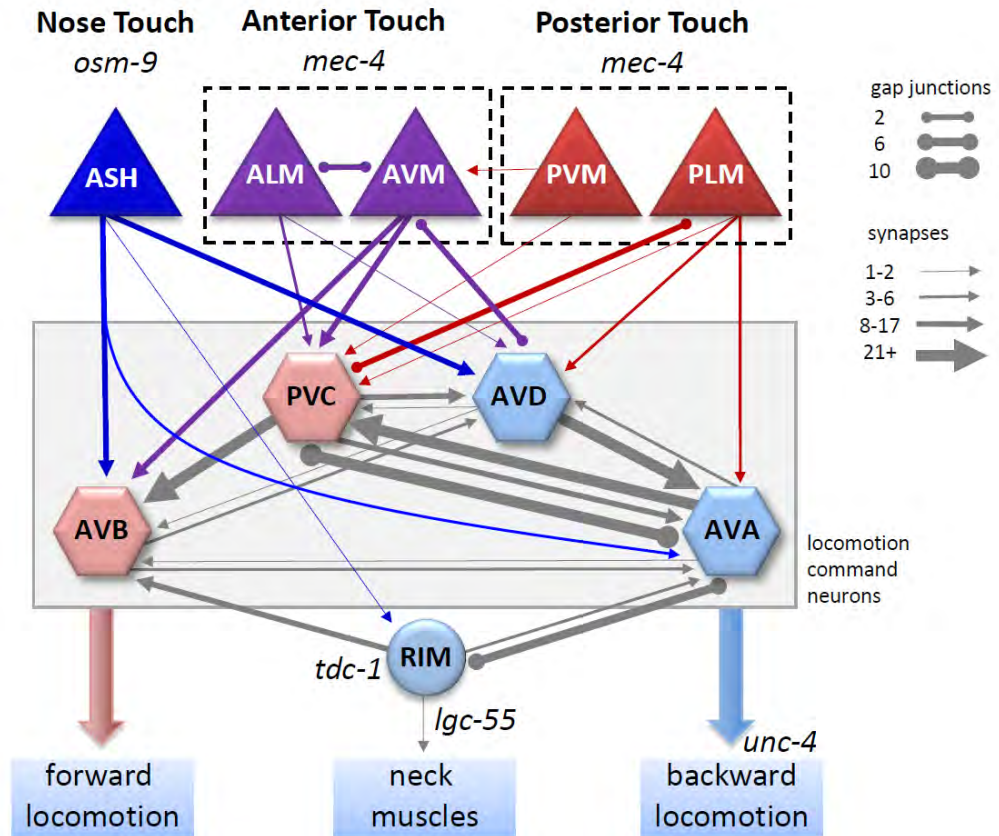 Nose Touch
osm-9
Anterior Touch
mec-4
Posterior Touch
mec-4
gap junctions
2
6
10
ASH
ALM
AVM
PVM
PLM
synapses
1-2
3-6
8-17
21+
PVC
AVD
AVB
AVA
locomotion
command
neurons
RIM
tdc-1
lgc-55
unc-4
forward
locomotion
neck
muscles
backward
locomotion